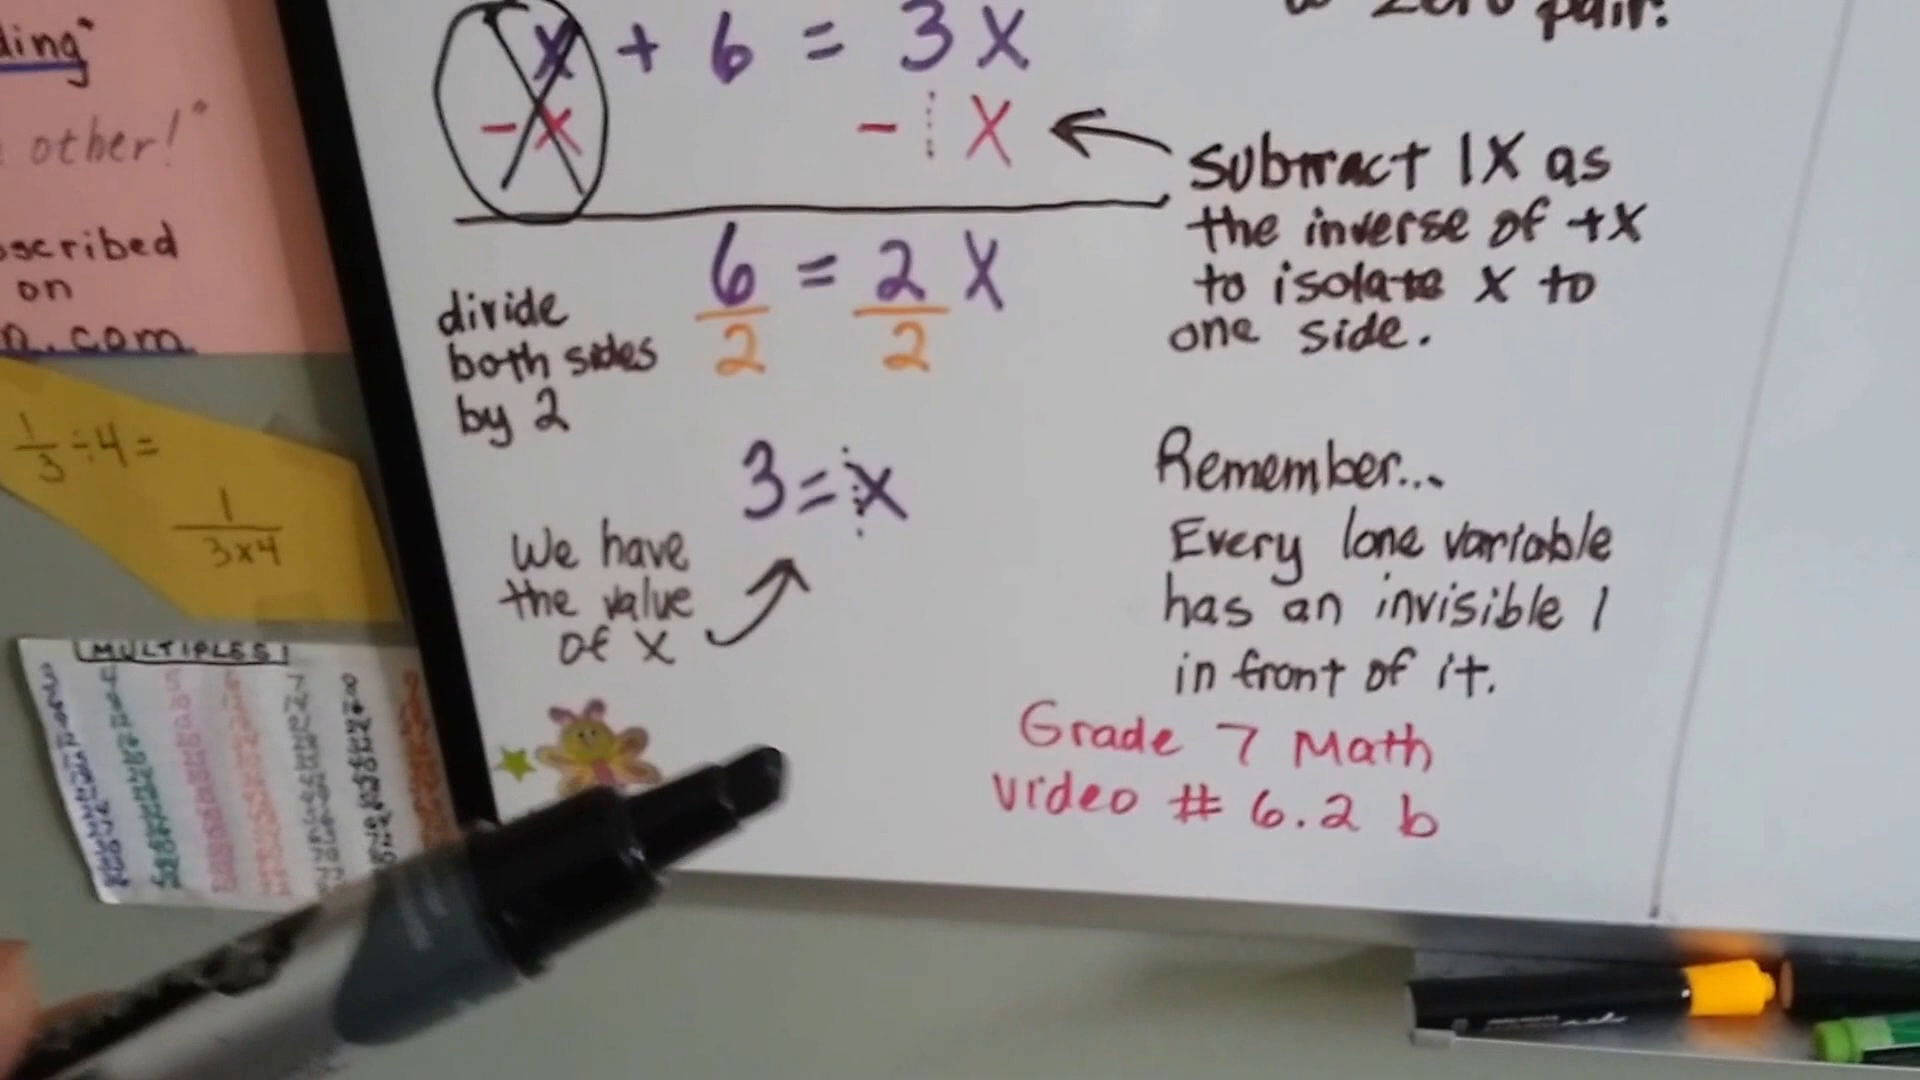 ding"
other!"
scribed
on
.com
1/3 ÷ 4 =
1
3x4
MULTIPLES
zero pair.
x + 6 = 3x
-x - 1x
Subtract 1x as
the inverse of +x
to isolate x to
one side.
6 = 2x
2 2
divide
both sides
by 2
3 = x
We have
the value
of x
Remember...
Every lone variable
has an invisible 1
in front of it.
Grade 7 Math
Video # 6.2 b